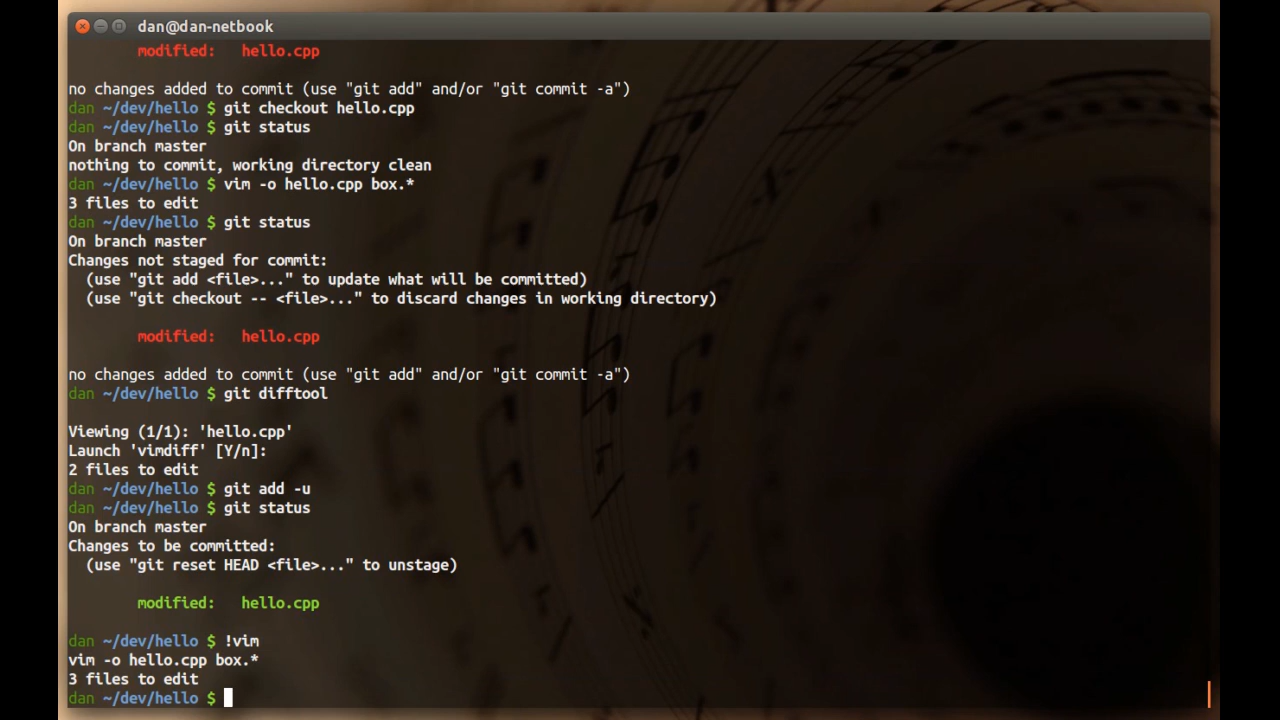 dan@dan-netbook
modified: hello.cpp
no changes added to commit (use "git add" and/or "git commit -a")
dan ~/dev/hello $ git checkout hello.cpp
dan ~/dev/hello $ git status
On branch master
nothing to commit, working directory clean
dan ~/dev/hello $ vim -o hello.cpp box.*
3 files to edit
dan ~/dev/hello $ git status
On branch master
Changes not staged for commit:
(use "git add <file>..." to update what will be committed)
(use "git checkout -- <file>..." to discard changes in working directory)
modified: hello.cpp
no changes added to commit (use "git add" and/or "git commit -a")
dan ~/dev/hello $ git difftool
Viewing (1/1): 'hello.cpp'
Launch 'vimdiff' [Y/n]:
2 files to edit
dan ~/dev/hello $ git add -u
dan ~/dev/hello $ git status
On branch master
Changes to be committed:
(use "git reset HEAD <file>..." to unstage)
modified: hello.cpp
dan ~/dev/hello $ !vim
vim -o hello.cpp box.*
3 files to edit
dan ~/dev/hello $